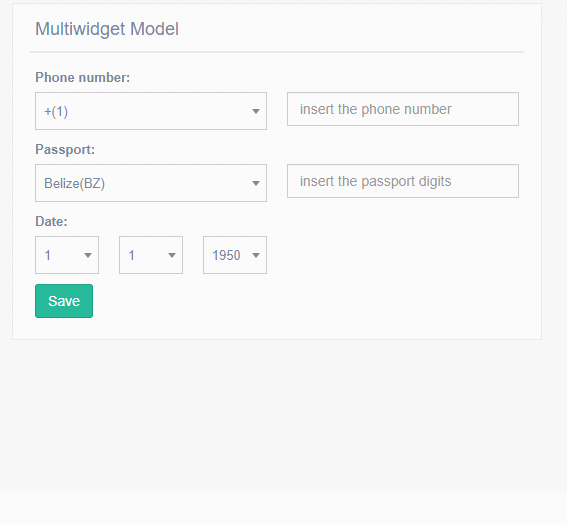 Multiwidget Model
Phone number:
+(1) insert the phone number
Passport:
Belize(BZ) insert the passport digits
Date:
1 1 1950
Save